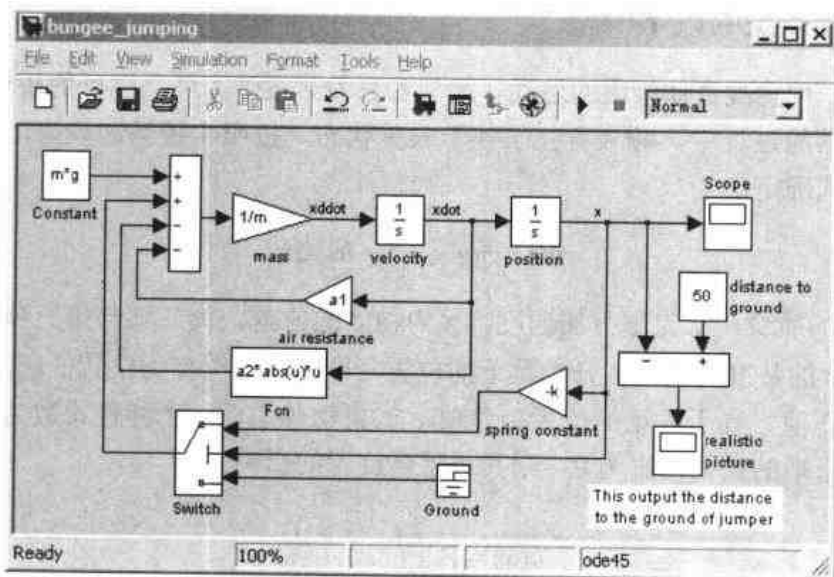 bungee_jumping
File Edit View Simulation Format Tools Help
Normal
m*g
Constant
+
+
−
−
1/m
mass
xddot
1
s
velocity
xdot
1
s
position
x
Scope
50
distance to
ground
a1
air resistance
a2*abs(u)*u
Fcn
-k
spring constant
−
+
realistic
picture
Switch
Ground
This output the distance
to the ground of jumper
Ready
100%
ode45